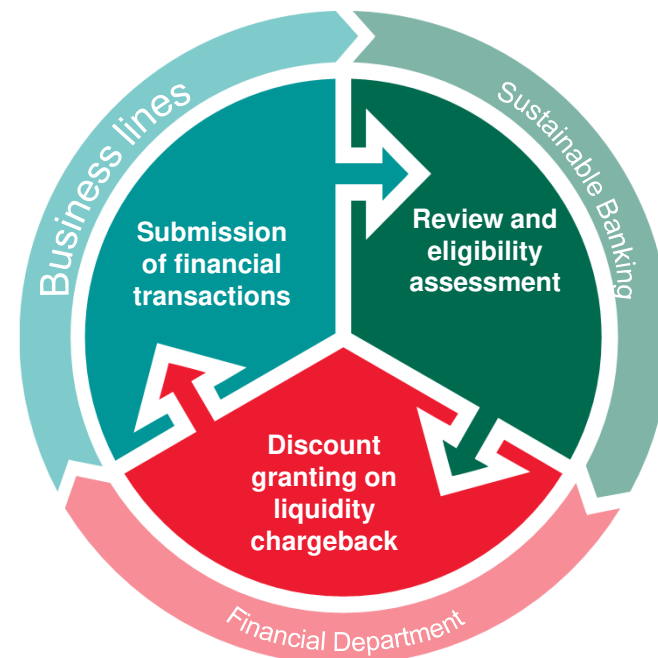 Business lines
Sustainable Banking
Submission
of financial
transactions
Review and
eligibility
assessment
Discount
granting on
liquidity
chargeback
Financial Department